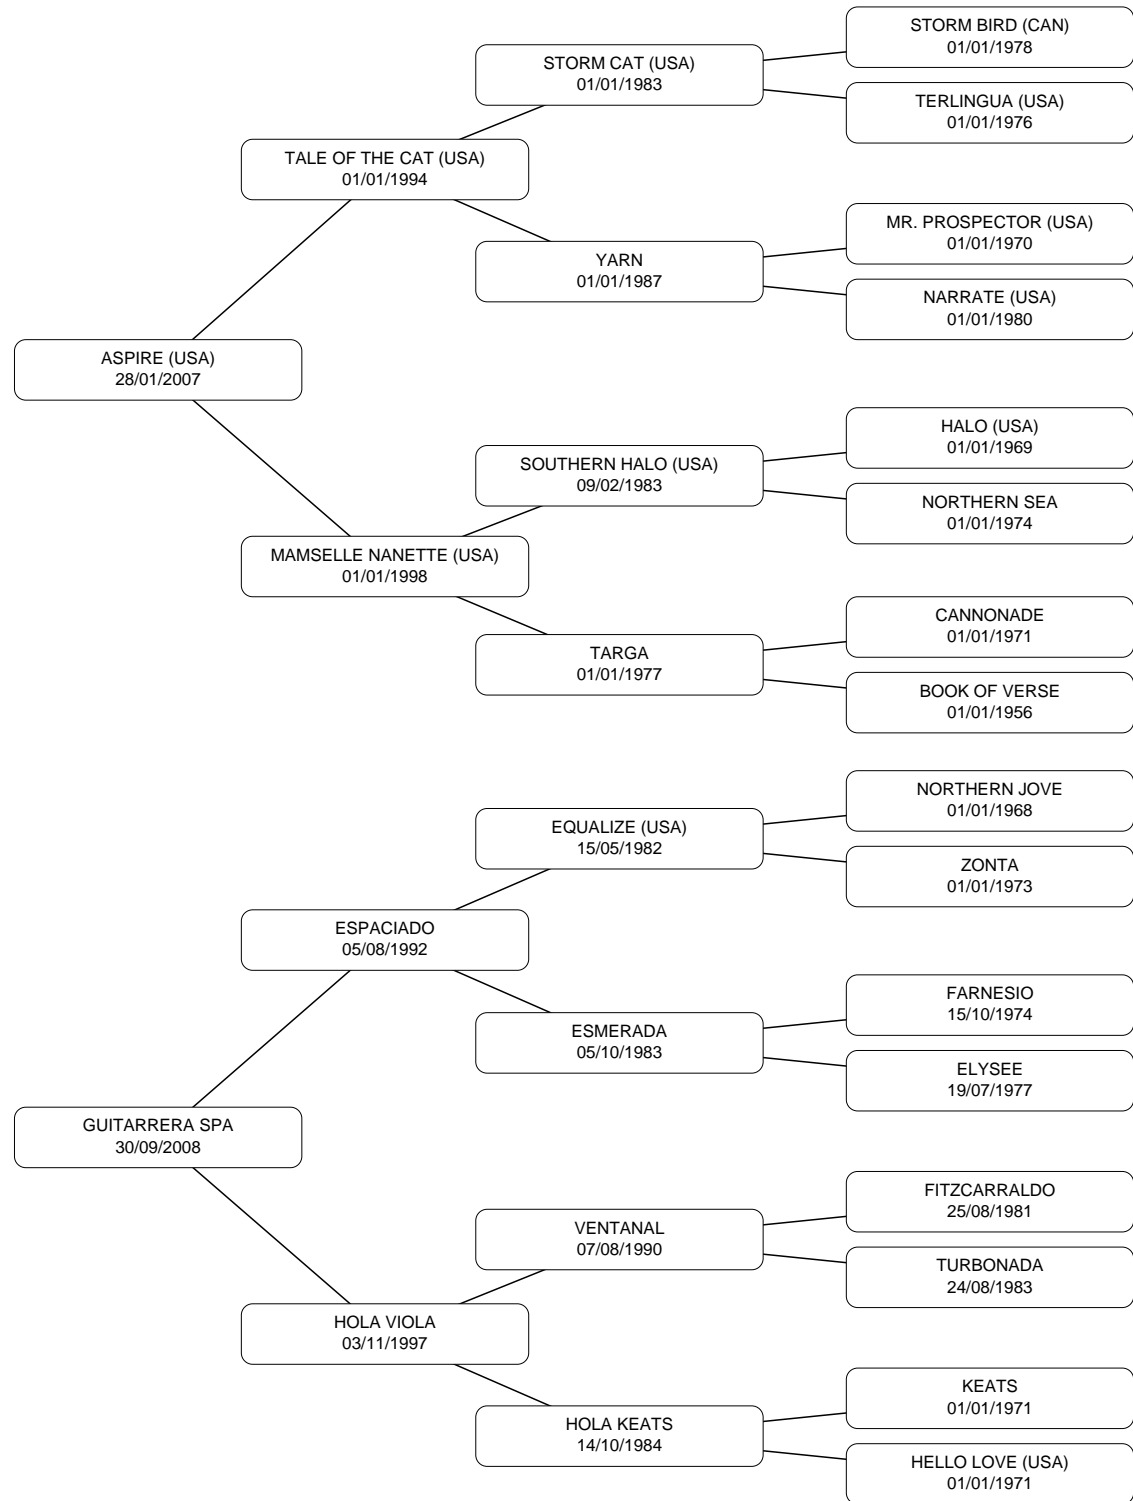 STORM BIRD (CAN)
01/01/1978
STORM CAT (USA)
01/01/1983
TERLINGUA (USA)
01/01/1976
TALE OF THE CAT (USA)
01/01/1994
MR. PROSPECTOR (USA)
01/01/1970
YARN
01/01/1987
NARRATE (USA)
01/01/1980
ASPIRE (USA)
28/01/2007
HALO (USA)
01/01/1969
SOUTHERN HALO (USA)
09/02/1983
NORTHERN SEA
01/01/1974
MAMSELLE NANETTE (USA)
01/01/1998
CANNONADE
01/01/1971
TARGA
01/01/1977
BOOK OF VERSE
01/01/1956
NORTHERN JOVE
01/01/1968
EQUALIZE (USA)
15/05/1982
ZONTA
01/01/1973
ESPACIADO
05/08/1992
FARNESIO
15/10/1974
ESMERADA
05/10/1983
ELYSEE
19/07/1977
GUITARRERA SPA
30/09/2008
FITZCARRALDO
25/08/1981
VENTANAL
07/08/1990
TURBONADA
24/08/1983
HOLA VIOLA
03/11/1997
KEATS
01/01/1971
HOLA KEATS
14/10/1984
HELLO LOVE (USA)
01/01/1971